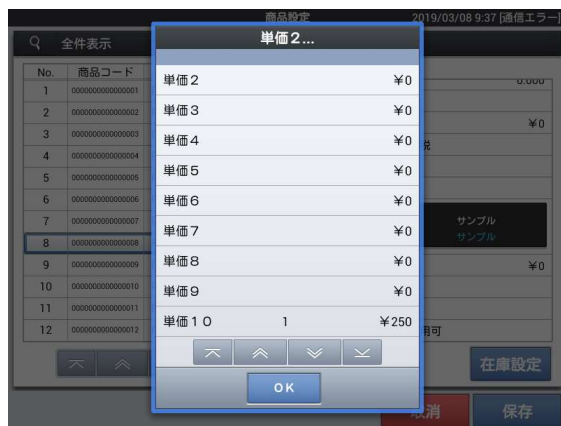 商品設定
2019/03/08 9:37 [通信エラー]
全件表示
単価2...
No. 商品コード
1 0000000000000001
2 0000000000000002
3 0000000000000003
4 0000000000000004
5 0000000000000005
6 0000000000000006
7 0000000000000007
8 0000000000000008
9 0000000000000009
10 0000000000000010
11 0000000000000011
12 0000000000000012
単価2 ¥0
単価3 ¥0
単価4 ¥0
単価5 ¥0
単価6 ¥0
単価7 ¥0
単価8 ¥0
単価9 ¥0
単価10 1 ¥250
OK
0.000
¥0
税
サンプル
サンプル
¥0
用可
在庫設定
取消
保存